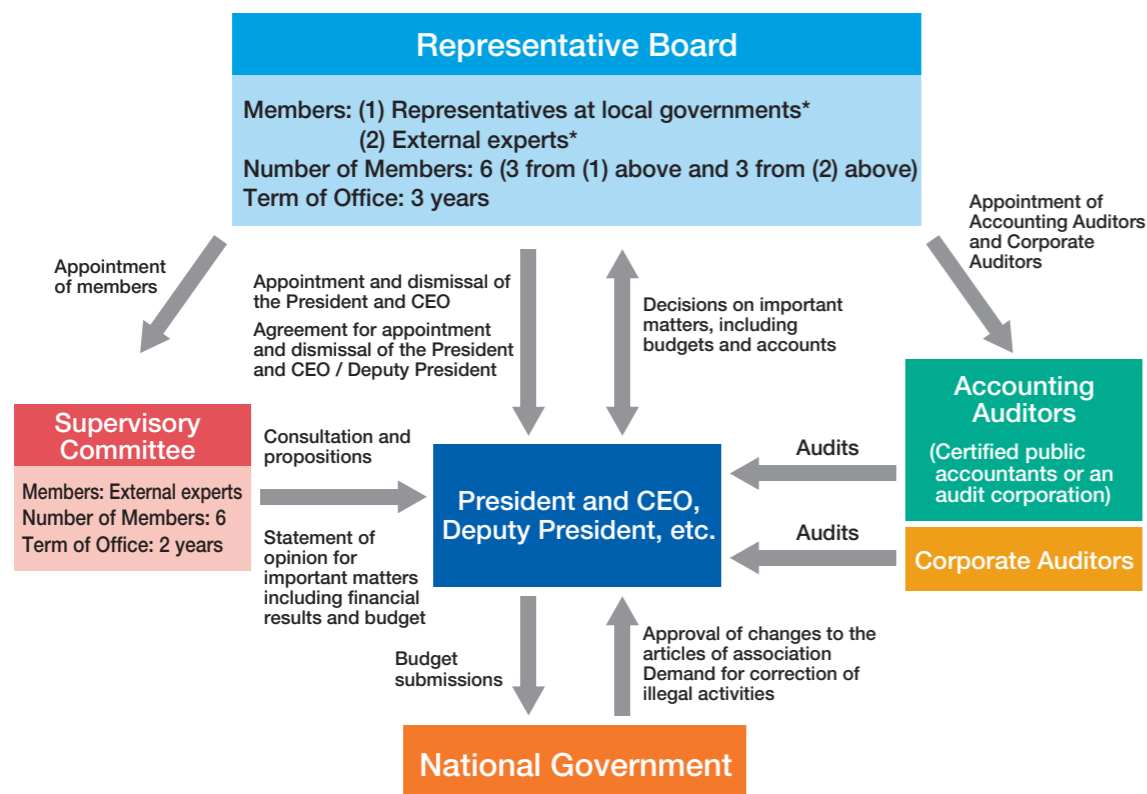 Representative Board
Members: (1) Representatives at local governments*
(2) External experts*
Number of Members: 6 (3 from (1) above and 3 from (2) above)
Term of Office: 3 years
Appointment
of members
Appointment and dismissal of
the President and CEO
Agreement for appointment
and dismissal of the President
and CEO / Deputy President
Decisions on important
matters, including
budgets and accounts
Appointment of
Accounting Auditors
and Corporate
Auditors
Supervisory
Committee
Members: External experts
Number of Members: 6
Term of Office: 2 years
Consultation and
propositions
Statement of
opinion for
important matters
including financial
results and budget
President and CEO,
Deputy President, etc.
Audits
Audits
Accounting
Auditors
(Certified public
accountants or an
audit corporation)
Corporate Auditors
Budget
submissions
Approval of changes to the
articles of association
Demand for correction of
illegal activities
National Government